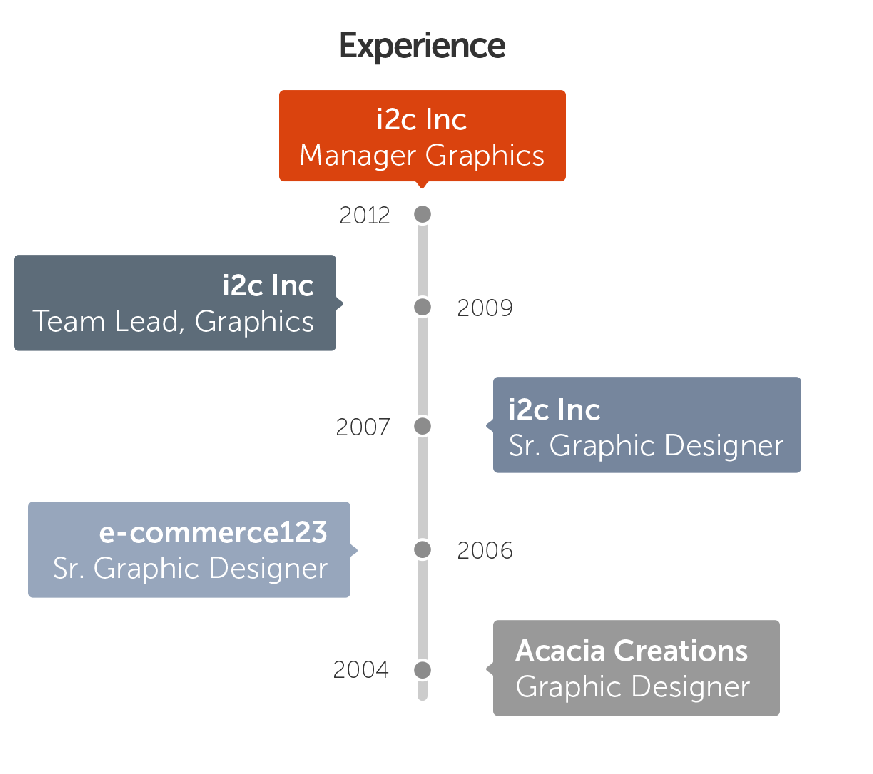 Experience
i2c Inc
Manager Graphics
2012
i2c Inc
Team Lead, Graphics
2009
i2c Inc
Sr. Graphic Designer
2007
e-commerce123
Sr. Graphic Designer
2006
Acacia Creations
Graphic Designer
2004